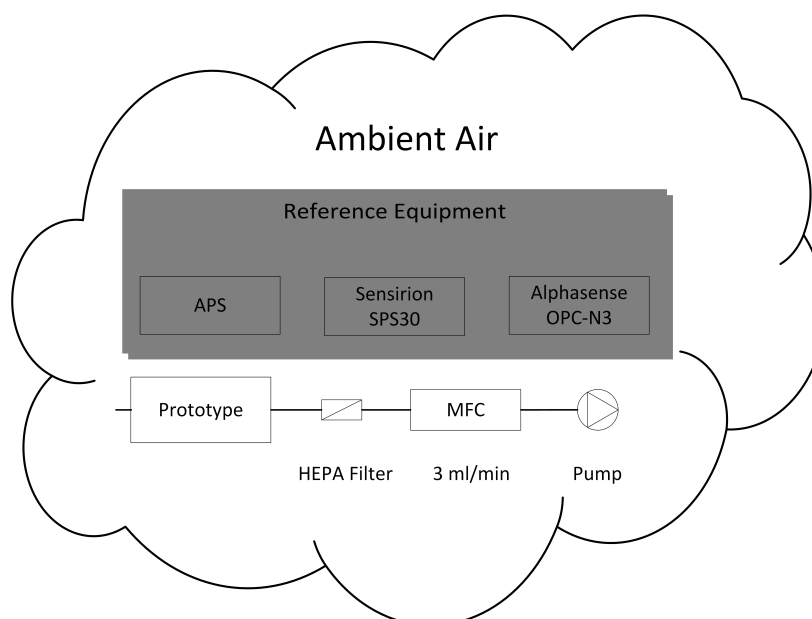 Ambient Air
Reference Equipment
APS
Sensirion
SPS30
Alphasense
OPC-N3
Prototype
MFC
HEPA Filter
3 ml/min
Pump